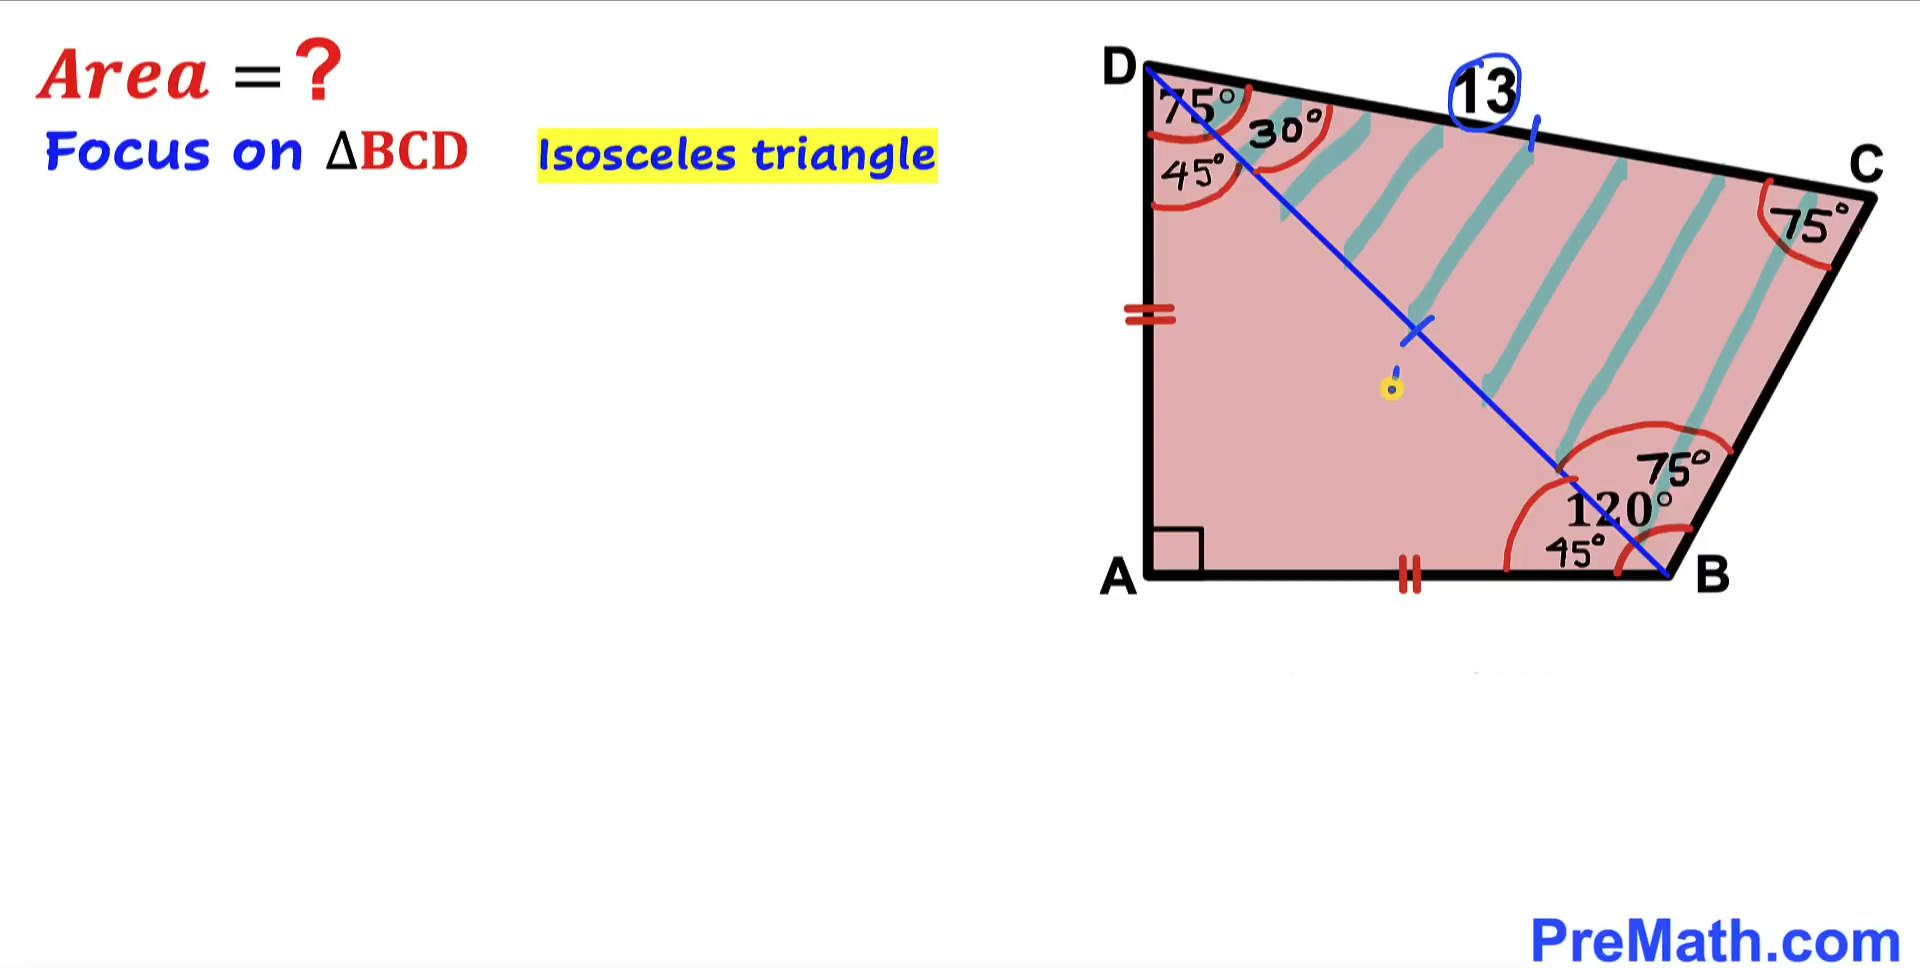 Area = ?
Focus on ΔBCD
Isosceles triangle
D
13
75°
30°
45°
C
75°
75°
120°
45°
A
B
PreMath.com